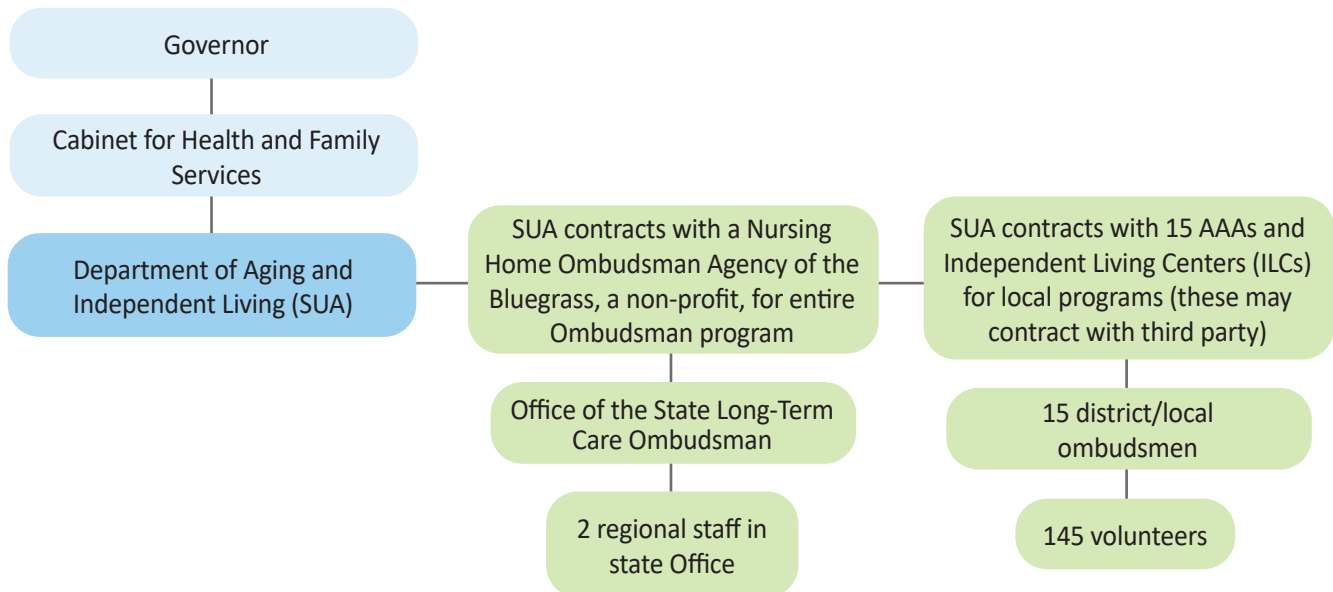 Governor
Cabinet for Health and Family
Services
Department of Aging and
Independent Living (SUA)
SUA contracts with a Nursing
Home Ombudsman Agency of the
Bluegrass, a non-profit, for entire
Ombudsman program
Office of the State Long-Term
Care Ombudsman
2 regional staff in
state Office
SUA contracts with 15 AAAs and
Independent Living Centers (ILCs)
for local programs (these may
contract with third party)
15 district/local
ombudsmen
145 volunteers